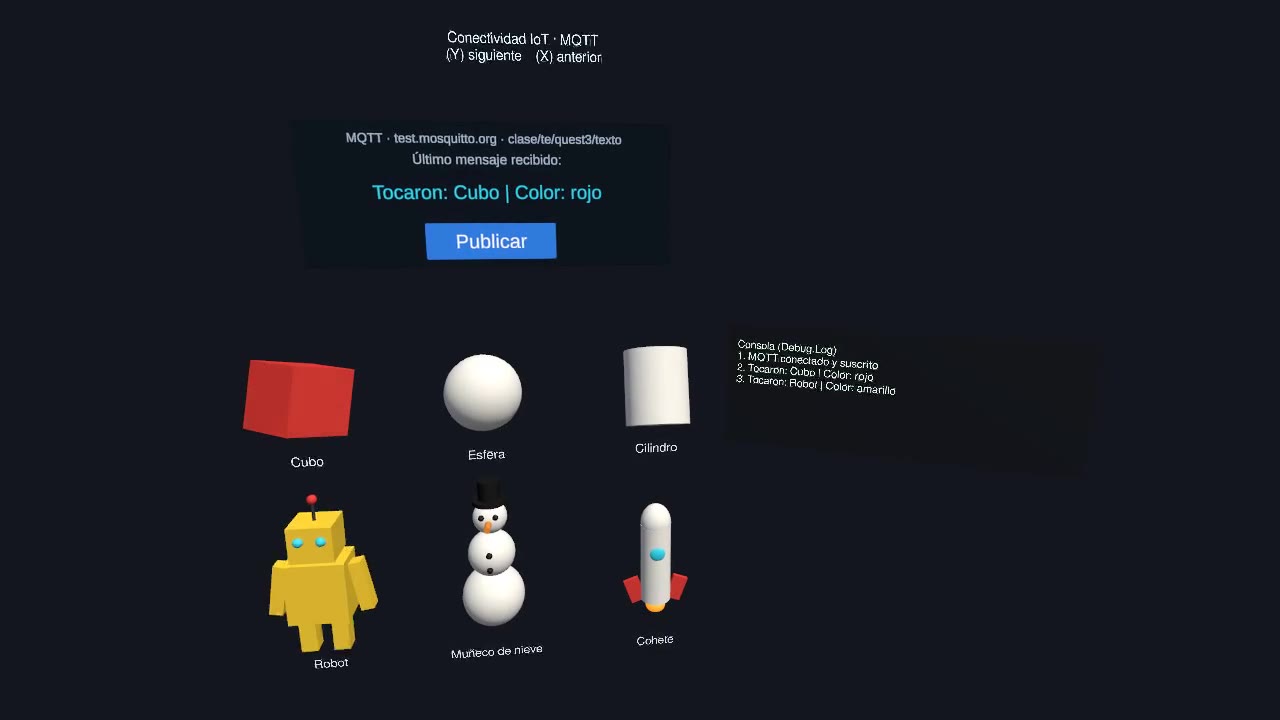 Conectividad IoT · MQTT
(Y) siguiente (X) anterior
MQTT · test.mosquitto.org · clase/te/quest3/texto
Último mensaje recibido:
Tocaron: Cubo | Color: rojo
Publicar
Consola (Debug.Log)
1. MQTT conectado y suscrito
2. Tocaron: Cubo | Color: rojo
3. Tocaron: Robot | Color: amarillo
Cubo
Esfera
Cilindro
Robot
Muñeco de nieve
Cohete